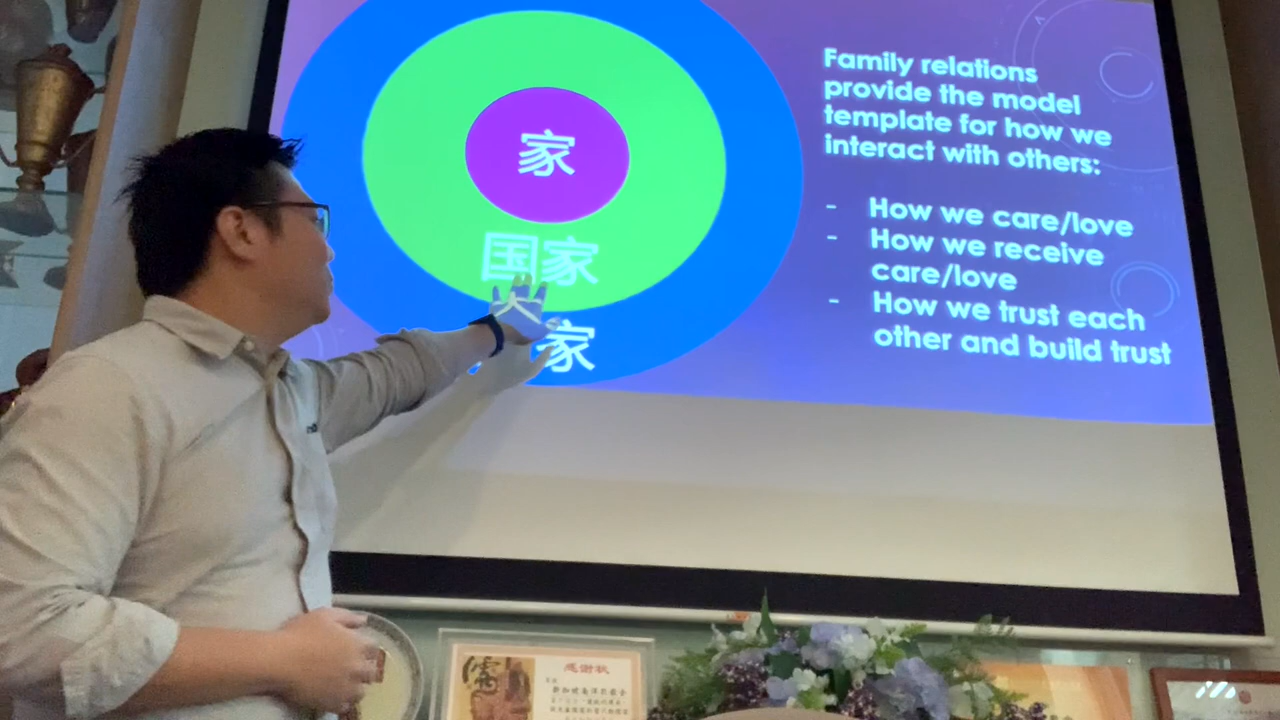 家
国家
大家
Family relations
provide the model
template for how we
interact with others:
- How we care/love
- How we receive
care/love
- How we trust each
other and build trust
感谢状